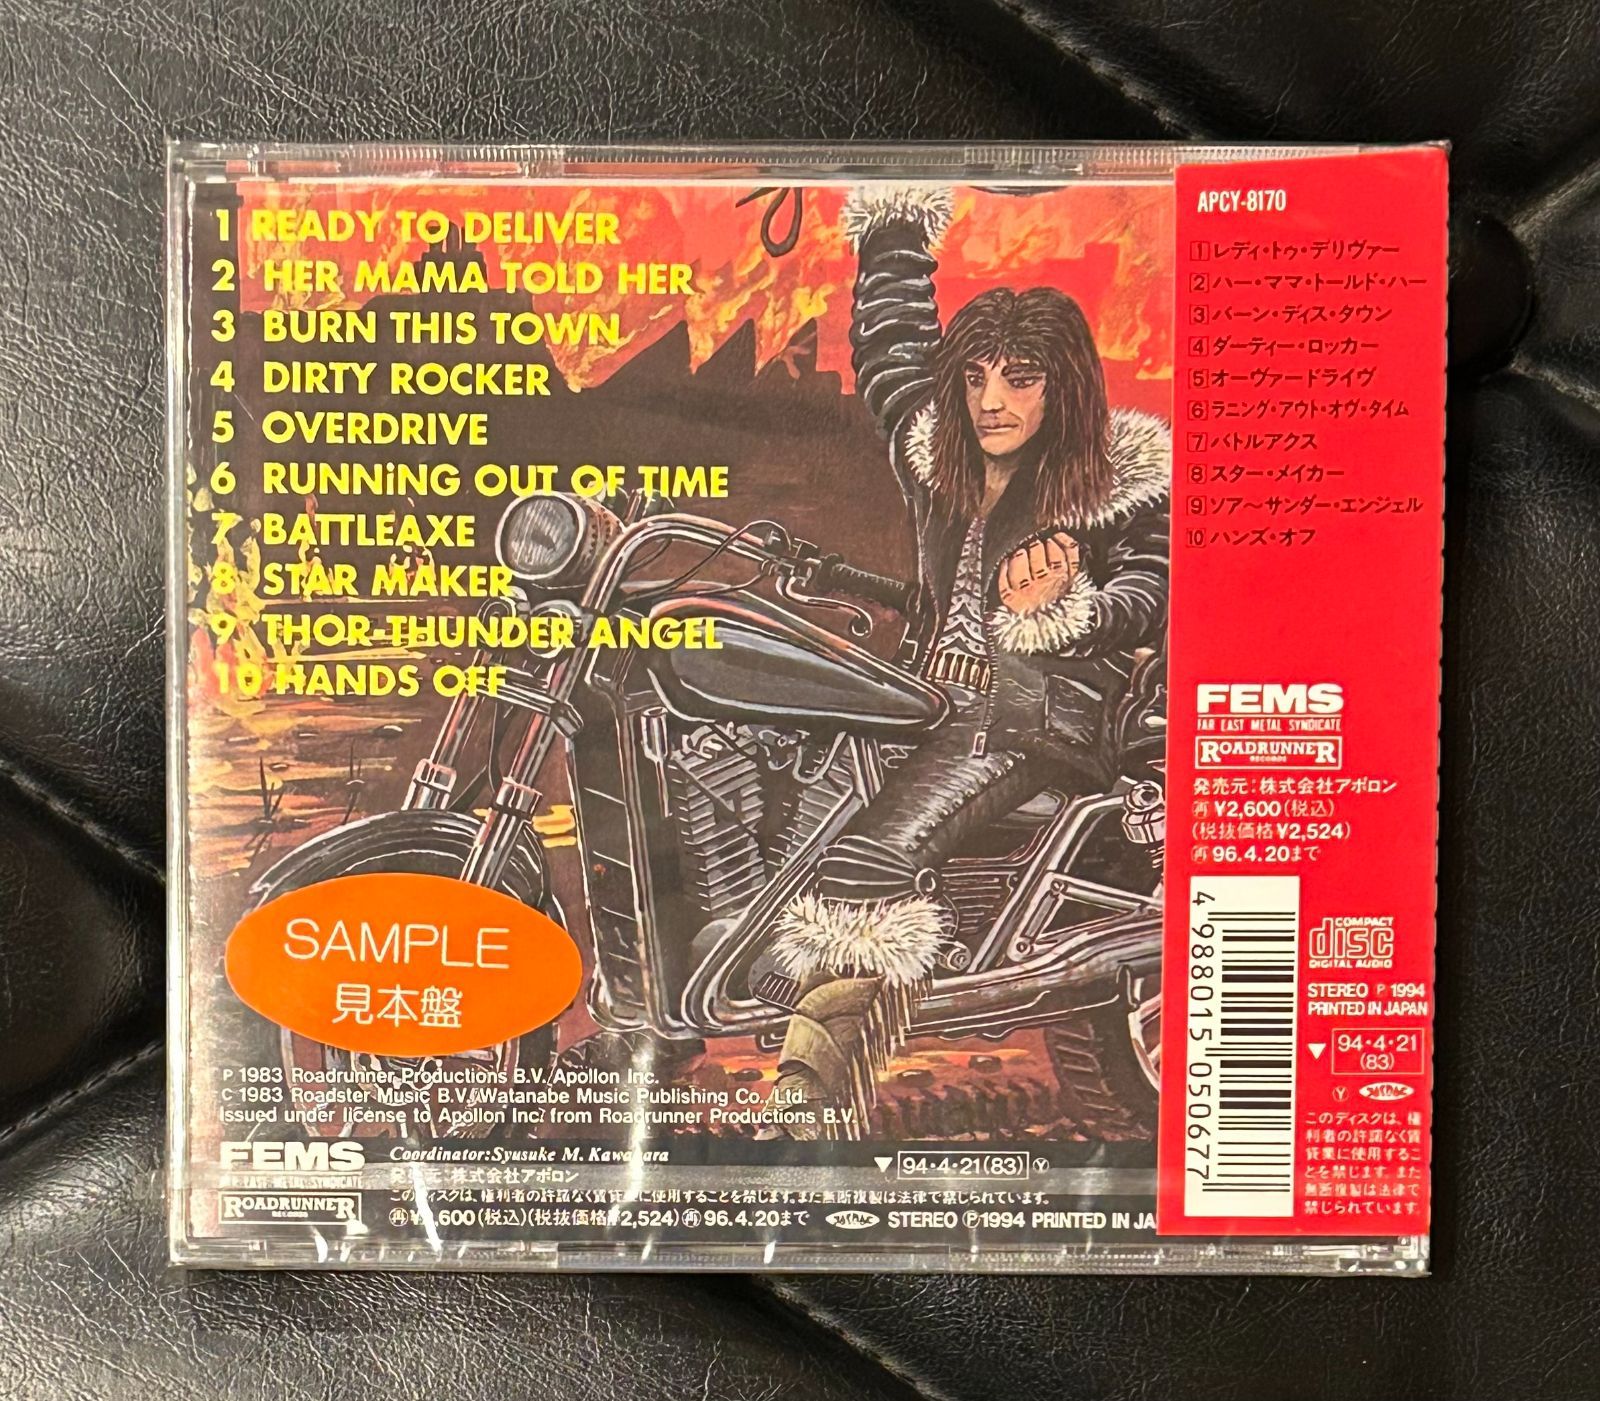 1 READY TO DELIVER
2 HER MAMA TOLD HER
3 BURN THIS TOWN
4 DIRTY ROCKER
5 OVERDRIVE
6 RUNNiNG OUT OF TIME
7 BATTLEAXE
8 STAR MAKER
9 THOR-THUNDER ANGEL
10 HANDS OFF
SAMPLE
見本盤
℗ 1983 Roadrunner Productions B.V./Apollon Inc.
© 1983 Roadster Music B.V./Watanabe Music Publishing Co., Ltd.
Issued under license to Apollon Inc. from Roadrunner Productions B.V.
FEMS
FAR EAST METAL SYNDICATE
ROADRUNNER
RECORDS
Coordinator:Syusuke M. Kawahara
発売元:株式会社アポロン
▼ 94・4・21(83) Ⓨ
このディスクは、権利者の許諾なく賃貸業に使用することを禁じます。また無断複製は法律で禁じられています。
再¥2,600(税込)(税抜価格¥2,524)再96.4.20まで STEREO ℗1994 PRINTED IN JA
APCY-8170
1 レディ・トゥ・デリヴァー
2 ハー・ママ・トールド・ハー
3 バーン・ディス・タウン
4 ダーティー・ロッカー
5 オーヴァードライヴ
6 ラニング・アウト・オヴ・タイム
7 バトルアクス
8 スター・メイカー
9 ソア〜サンダー・エンジェル
10 ハンズ・オフ
FEMS
FAR EAST METAL SYNDICATE
ROADRUNNER
RECORDS
発売元:株式会社アポロン
再¥2,600(税込)
(税抜価格¥2,524)
再96.4.20まで
4 988015 050677
COMPACT
disc
DIGITAL AUDIO
STEREO ℗ 1994
PRINTED IN JAPAN
▼ 94・4・21
(83)
Ⓨ
このディスクは、権
利者の許諾なく賃
貸業に使用するこ
とを禁じます。また
無断複製は法律で
禁じられています。